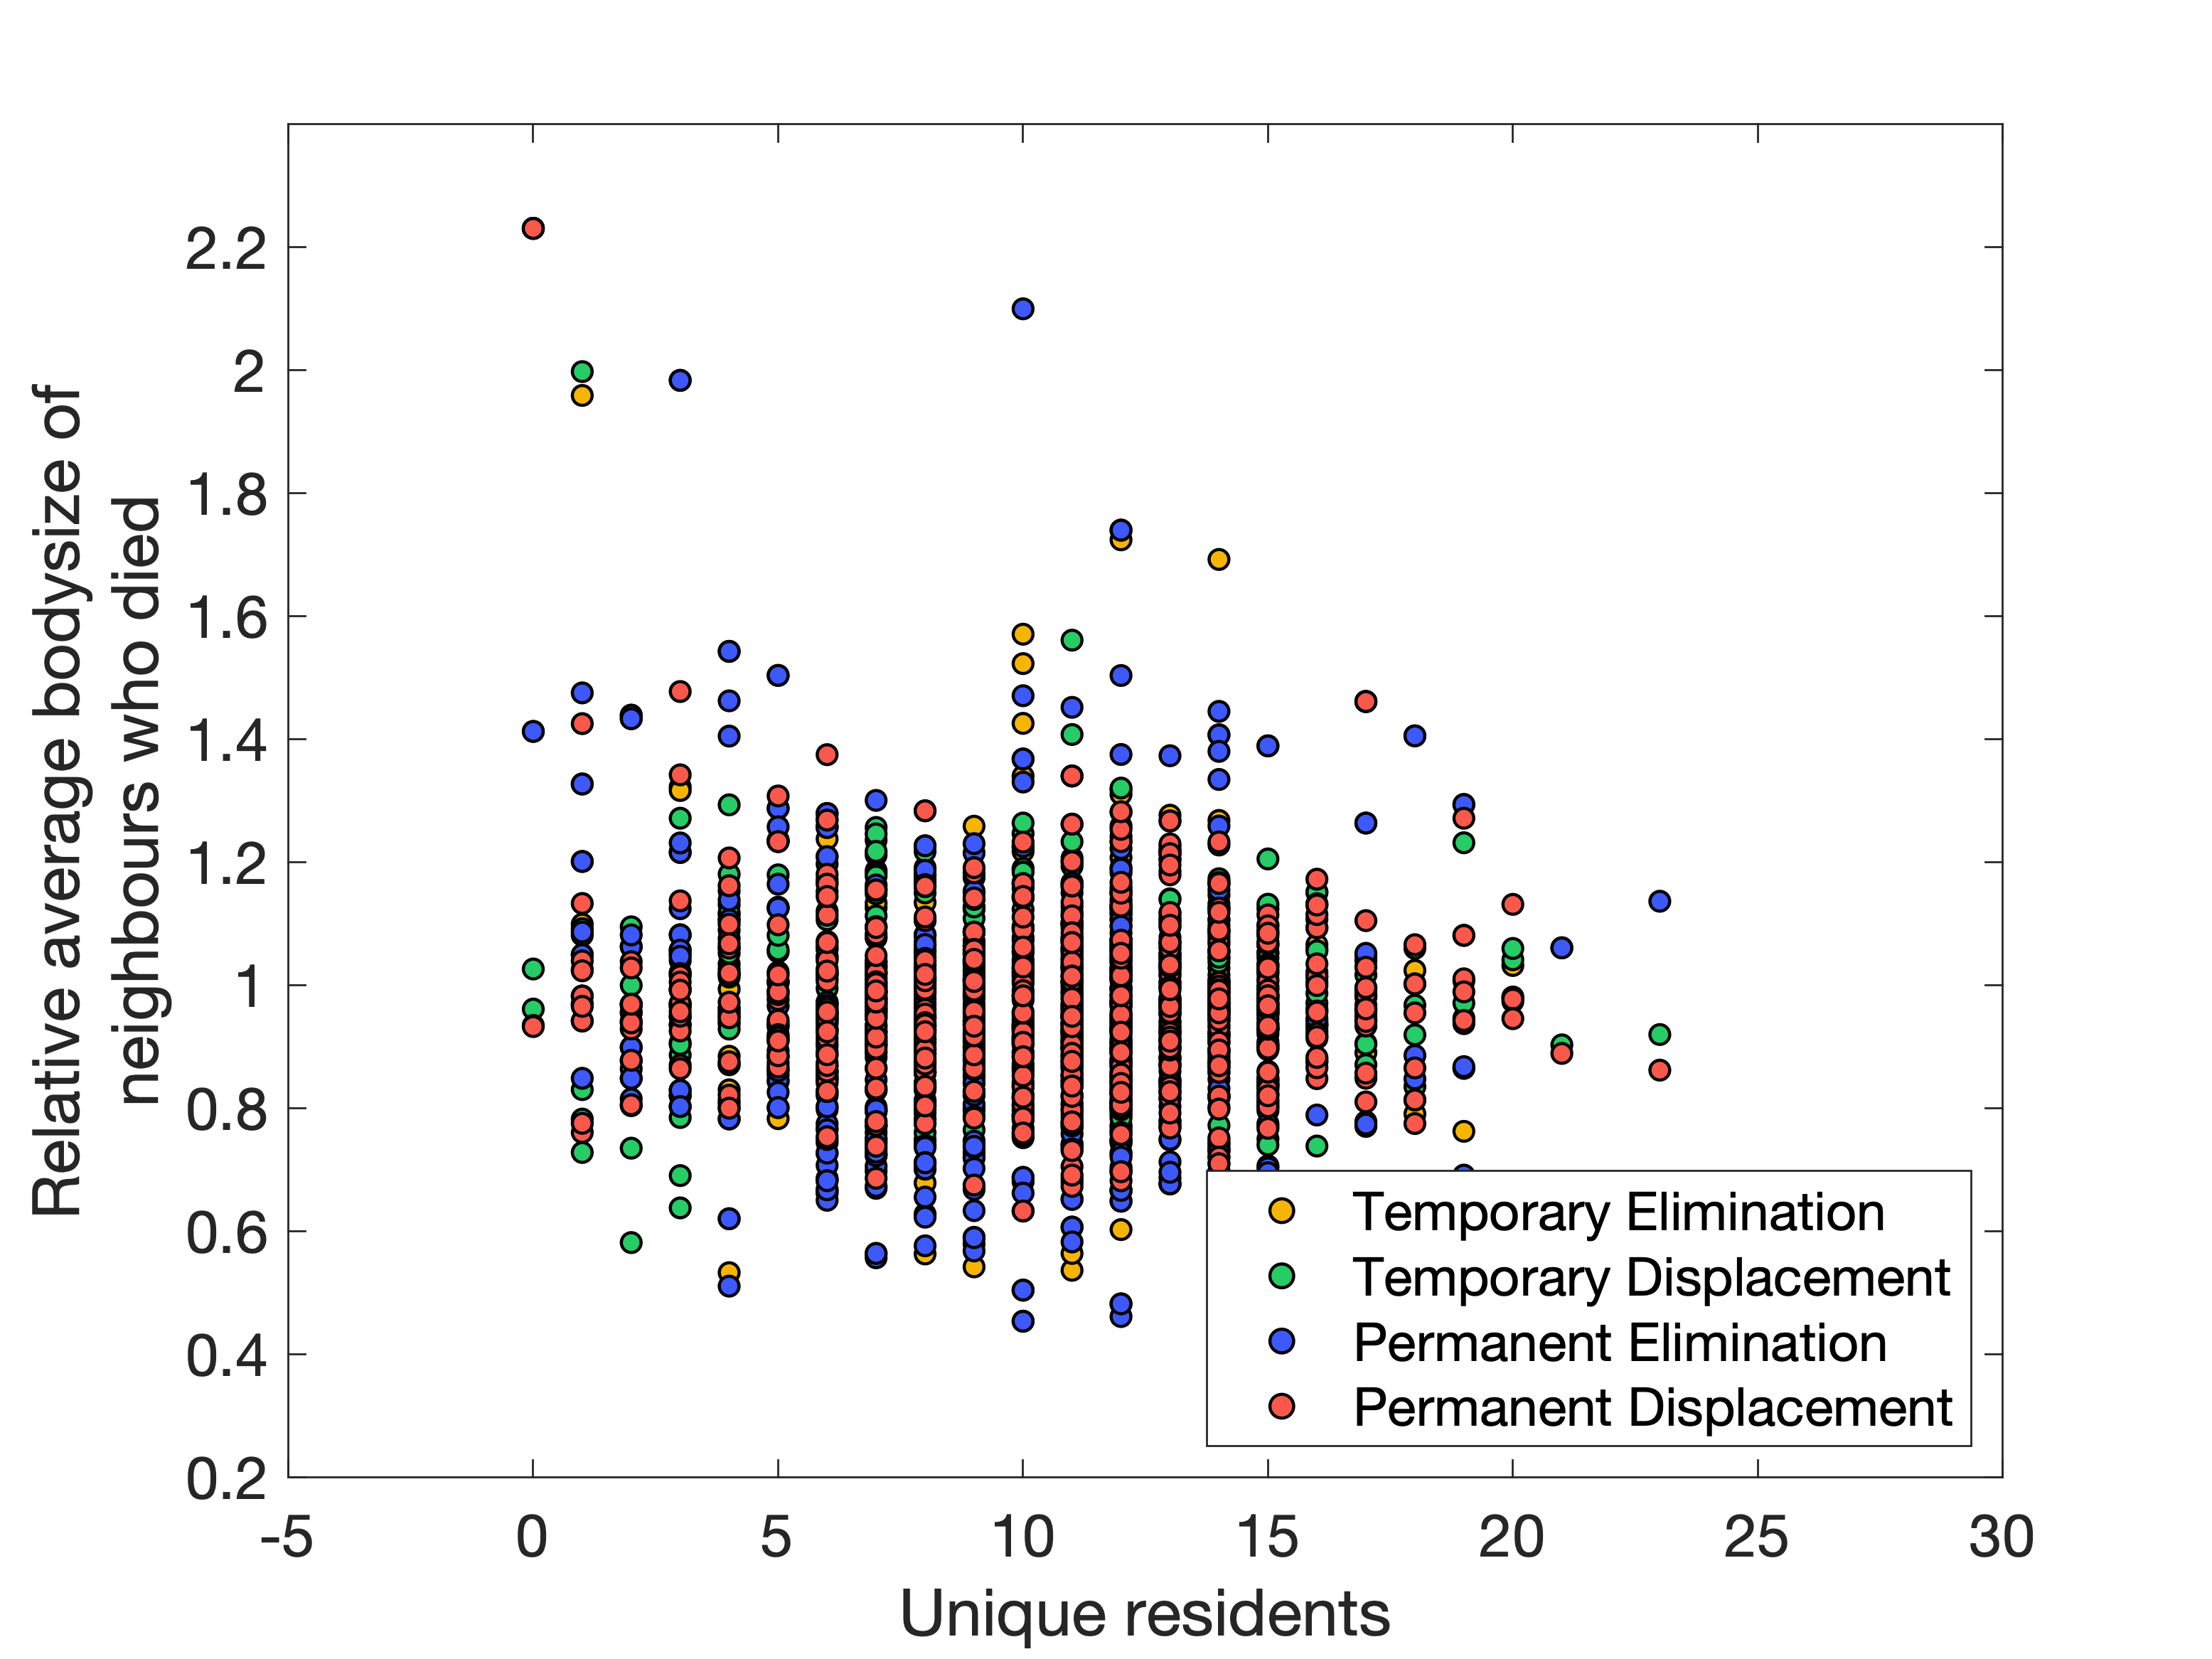 Relative average bodysize of
neighbours who died
2.2
2
1.8
1.6
1.4
1.2
1
0.8
0.6
0.4
0.2
-5 0 5 10 15 20 25 30
Unique residents
Temporary Elimination
Temporary Displacement
Permanent Elimination
Permanent Displacement